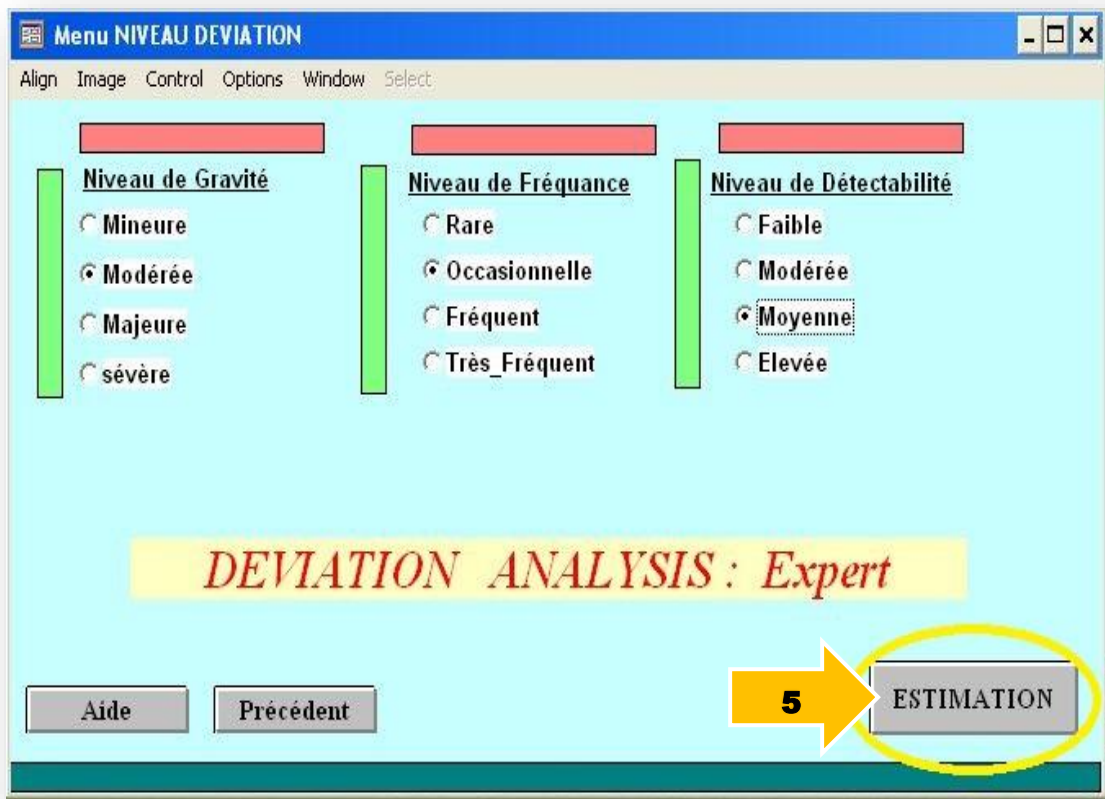 Menu NIVEAU DEVIATION
Align Image Control Options Window Select
Niveau de Gravité
Mineure
Modérée
Majeure
sévère
Niveau de Fréquance
Rare
Occasionnelle
Fréquent
Très_Fréquent
Niveau de Détectabilité
Faible
Modérée
Moyenne
Elevée
DEVIATION ANALYSIS : Expert
Aide
Précédent
5
ESTIMATION